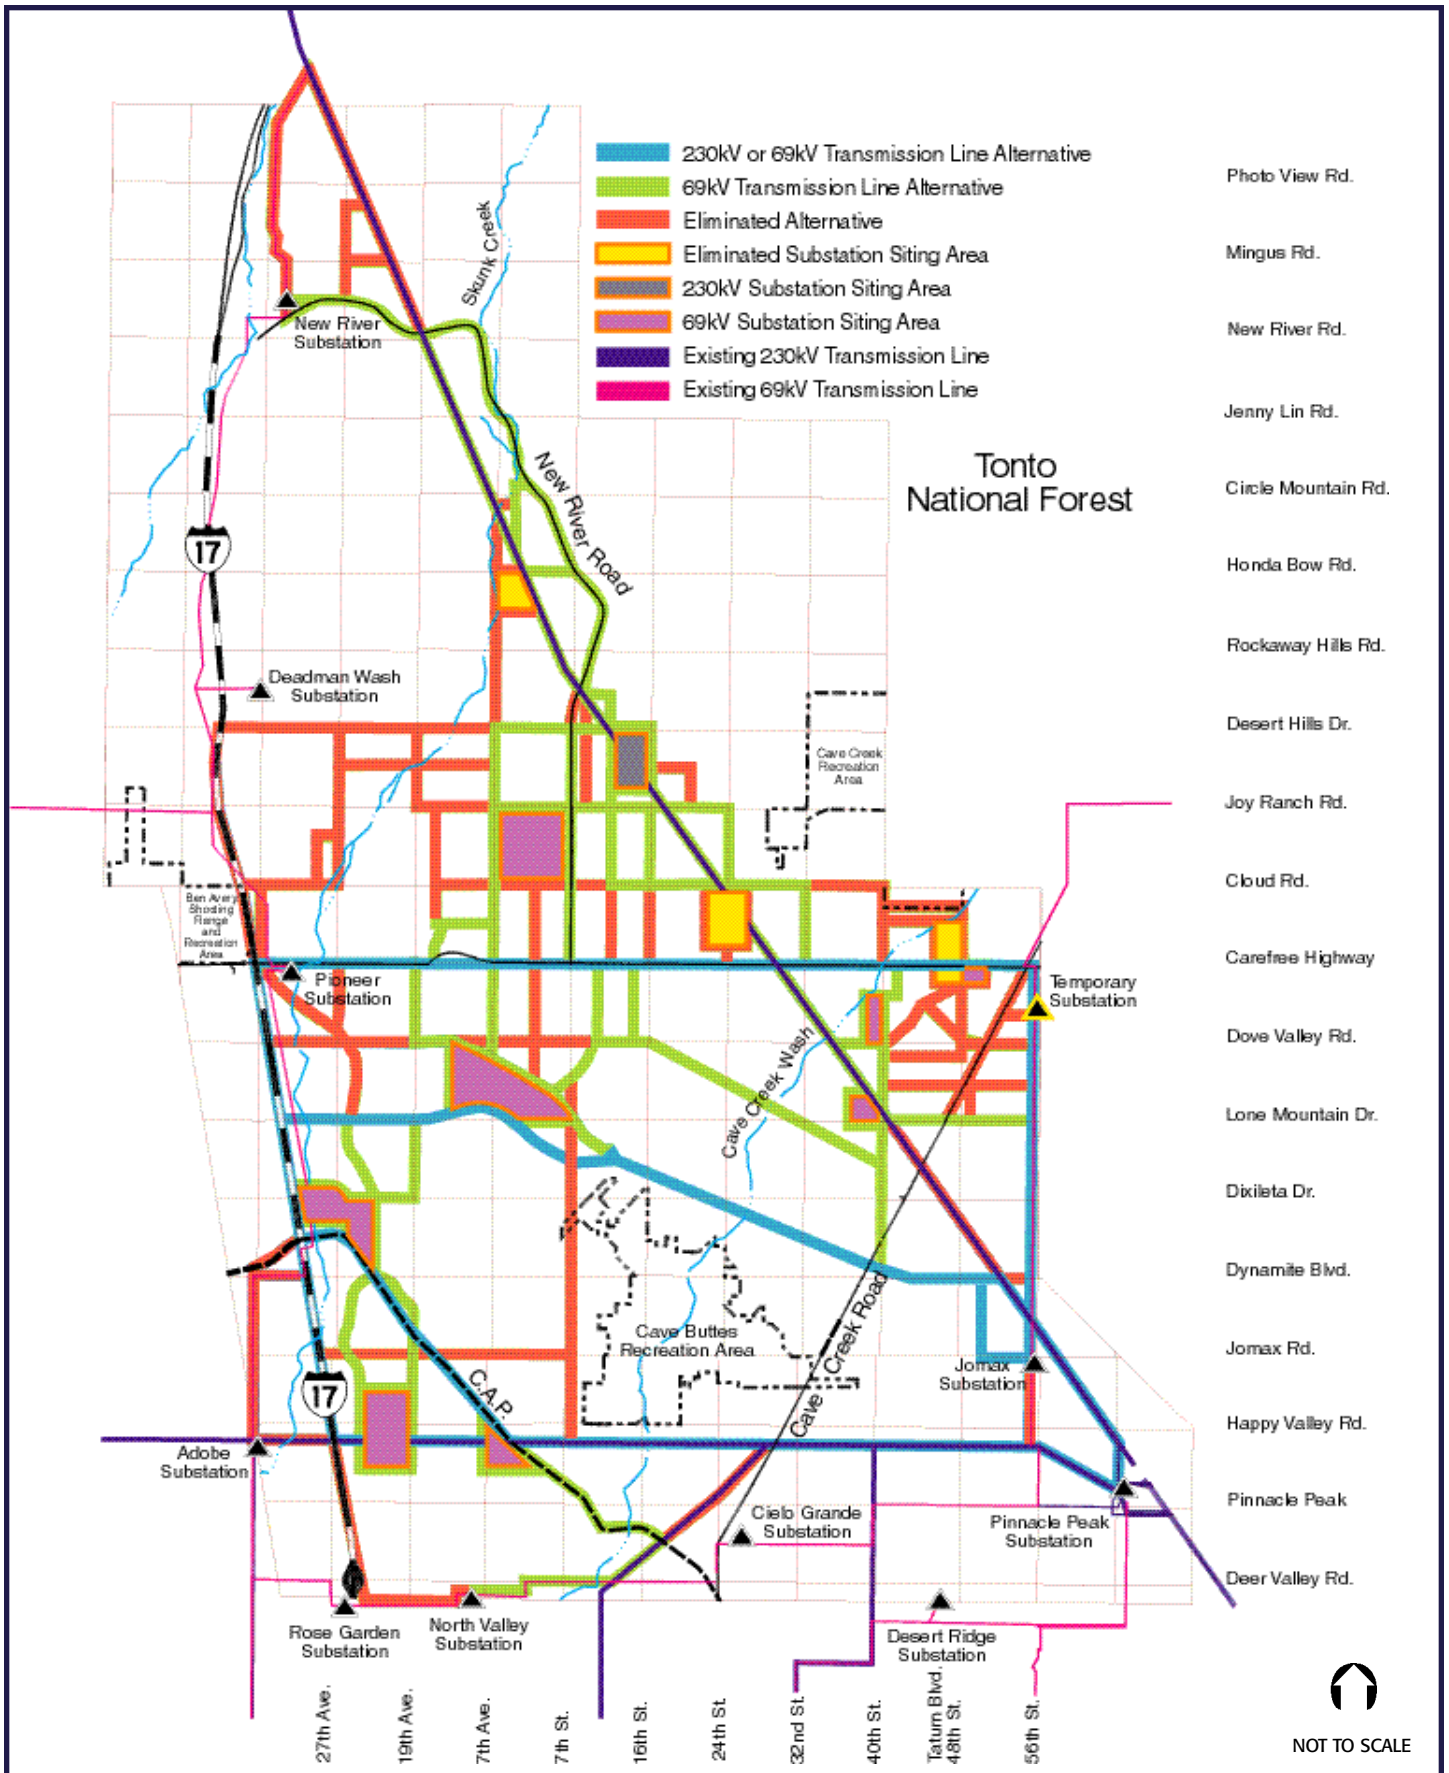 230kV or 69kV Transmission Line Alternative
69kV Transmission Line Alternative
Eliminated Alternative
Eliminated Substation Siting Area
230kV Substation Siting Area
69kV Substation Siting Area
Existing 230kV Transmission Line
Existing 69kV Transmission Line
Photo View Rd.
Mingus Rd.
New River Rd.
Jenny Lin Rd.
Circle Mountain Rd.
Honda Bow Rd.
Rockaway Hills Rd.
Desert Hills Dr.
Joy Ranch Rd.
Cloud Rd.
Carefree Highway
Dove Valley Rd.
Lone Mountain Dr.
Dixileta Dr.
Dynamite Blvd.
Jomax Rd.
Happy Valley Rd.
Pinnacle Peak
Deer Valley Rd.
Skunk Creek
New River
Substation
Tonto
National Forest
New River Road
17
Deadman Wash
Substation
Cave Creek
Recreation
Area
Ben Avery
Shooting
Range
and
Recreation
Area
Pioneer
Substation
Temporary
Substation
Cave Creek Wash
Cave Buttes
Recreation Area
Cave Creek Road
Jomax
Substation
17
C.A.P.
Adobe
Substation
Cielo Grande
Substation
Pinnacle Peak
Substation
Rose Garden
Substation
North Valley
Substation
Desert Ridge
Substation
27th Ave.
19th Ave.
7th Ave.
7th St.
16th St.
24th St.
32nd St.
40th St.
Tatum Blvd.
48th St.
56th St.
NOT TO SCALE